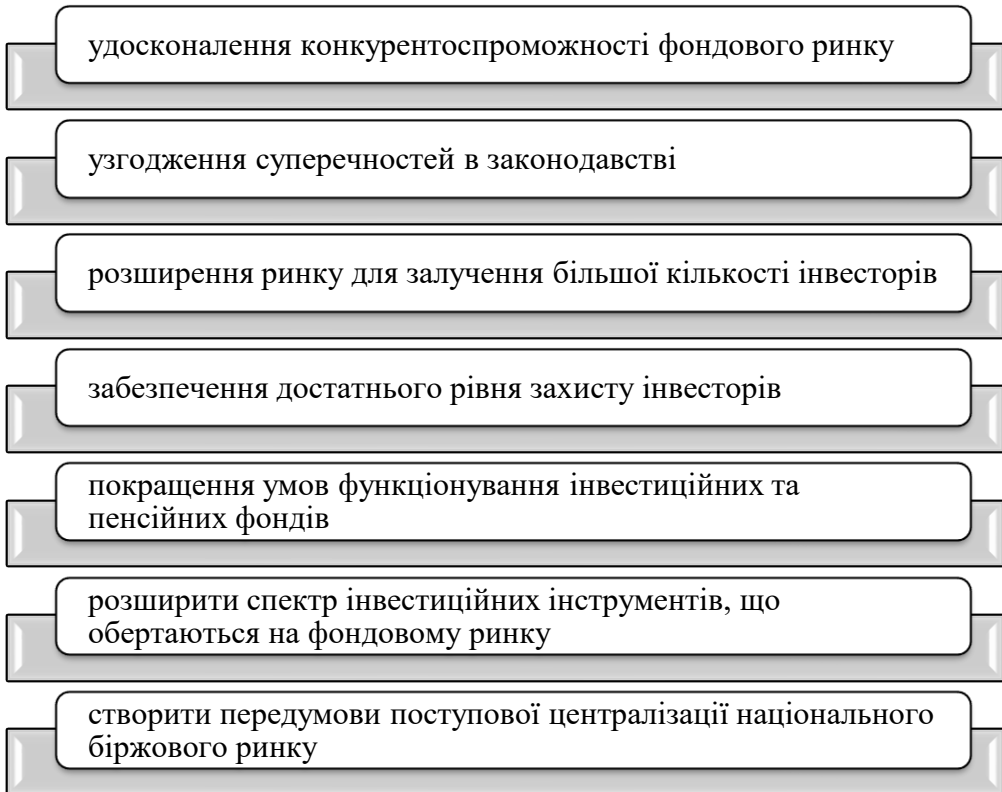 удосконалення конкурентоспроможності фондового ринку
узгодження суперечностей в законодавстві
розширення ринку для залучення більшої кількості інвесторів
забезпечення достатнього рівня захисту інвесторів
покращення умов функціонування інвестиційних та
пенсійних фондів
розширити спектр інвестиційних інструментів, що
обертаються на фондовому ринку
створити передумови поступової централізації національного
біржового ринку